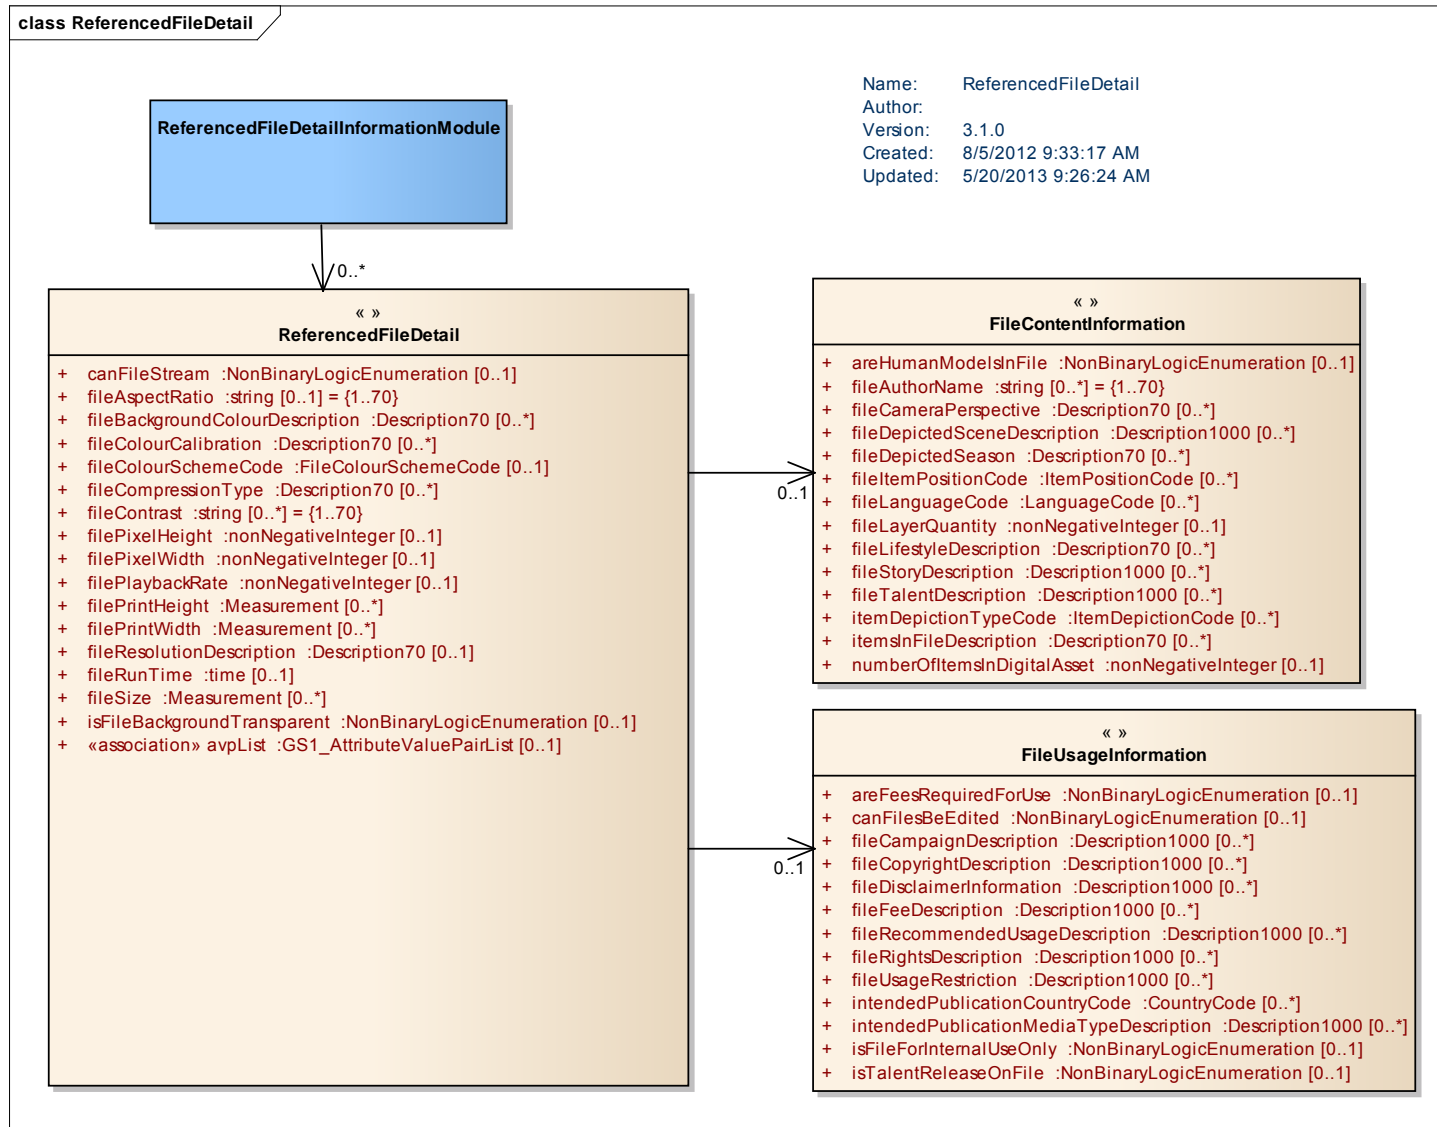 class ReferencedFileDetail
Name: ReferencedFileDetail
Author:
Version: 3.1.0
Created: 8/5/2012 9:33:17 AM
Updated: 5/20/2013 9:26:24 AM
ReferencedFileDetailInformationModule
0..*
« »
ReferencedFileDetail
+ canFileStream :NonBinaryLogicEnumeration [0..1]
+ fileAspectRatio :string [0..1] = {1..70}
+ fileBackgroundColourDescription :Description70 [0..*]
+ fileColourCalibration :Description70 [0..*]
+ fileColourSchemeCode :FileColourSchemeCode [0..1]
+ fileCompressionType :Description70 [0..*]
+ fileContrast :string [0..*] = {1..70}
+ filePixelHeight :nonNegativeInteger [0..1]
+ filePixelWidth :nonNegativeInteger [0..1]
+ filePlaybackRate :nonNegativeInteger [0..1]
+ filePrintHeight :Measurement [0..*]
+ filePrintWidth :Measurement [0..*]
+ fileResolutionDescription :Description70 [0..1]
+ fileRunTime :time [0..1]
+ fileSize :Measurement [0..*]
+ isFileBackgroundTransparent :NonBinaryLogicEnumeration [0..1]
+ «association» avpList :GS1_AttributeValuePairList [0..1]
0..1
« »
FileContentInformation
+ areHumanModelsInFile :NonBinaryLogicEnumeration [0..1]
+ fileAuthorName :string [0..*] = {1..70}
+ fileCameraPerspective :Description70 [0..*]
+ fileDepictedSceneDescription :Description1000 [0..*]
+ fileDepictedSeason :Description70 [0..*]
+ fileItemPositionCode :ItemPositionCode [0..*]
+ fileLanguageCode :LanguageCode [0..*]
+ fileLayerQuantity :nonNegativeInteger [0..1]
+ fileLifestyleDescription :Description70 [0..*]
+ fileStoryDescription :Description1000 [0..*]
+ fileTalentDescription :Description1000 [0..*]
+ itemDepictionTypeCode :ItemDepictionCode [0..*]
+ itemsInFileDescription :Description70 [0..*]
+ numberOfItemsInDigitalAsset :nonNegativeInteger [0..1]
0..1
« »
FileUsageInformation
+ areFeesRequiredForUse :NonBinaryLogicEnumeration [0..1]
+ canFilesBeEdited :NonBinaryLogicEnumeration [0..1]
+ fileCampaignDescription :Description1000 [0..*]
+ fileCopyrightDescription :Description1000 [0..*]
+ fileDisclaimerInformation :Description1000 [0..*]
+ fileFeeDescription :Description1000 [0..*]
+ fileRecommendedUsageDescription :Description1000 [0..*]
+ fileRightsDescription :Description1000 [0..*]
+ fileUsageRestriction :Description1000 [0..*]
+ intendedPublicationCountryCode :CountryCode [0..*]
+ intendedPublicationMediaTypeDescription :Description1000 [0..*]
+ isFileForInternalUseOnly :NonBinaryLogicEnumeration [0..1]
+ isTalentReleaseOnFile :NonBinaryLogicEnumeration [0..1]